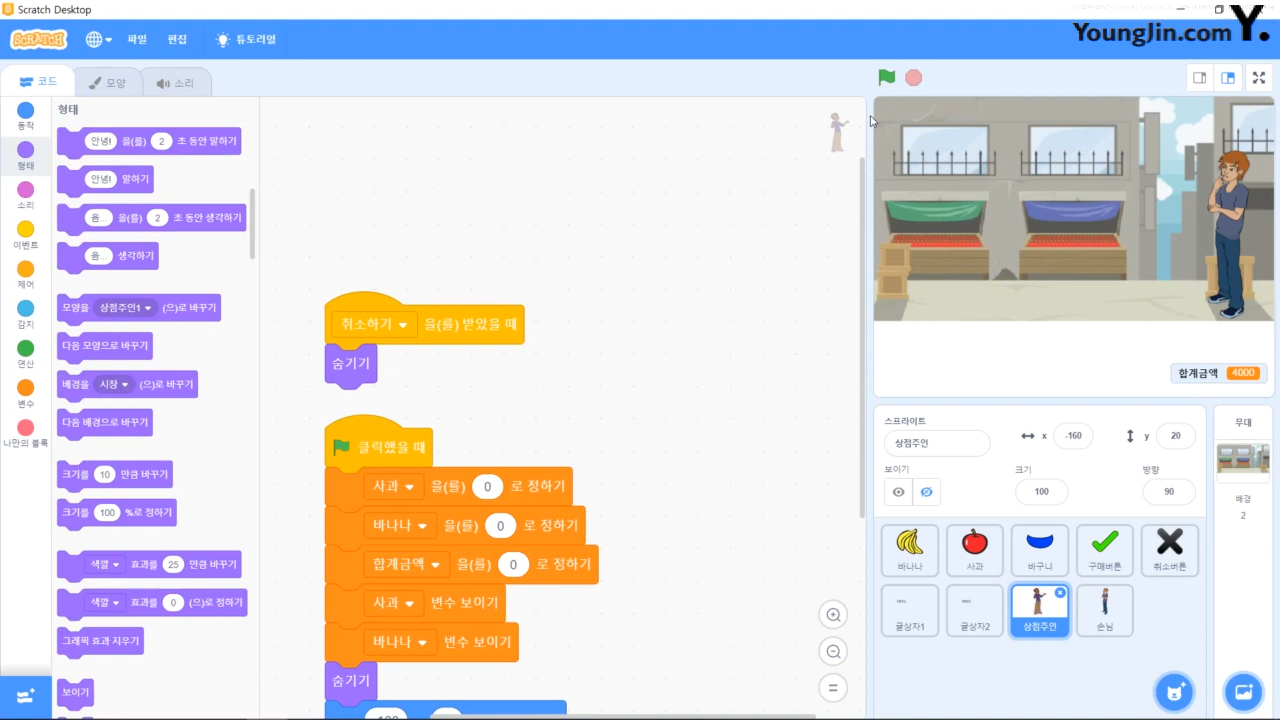 Scratch Desktop
YoungJin.com Y.
SCRATCH 파일 편집 튜토리얼
코드 모양 소리
동작
형태
소리
이벤트
제어
감지
연산
변수
나만의 블록
형태
안녕! 을(를) 2 초 동안 말하기
안녕! 말하기
음... 을(를) 2 초 동안 생각하기
음... 생각하기
모양을 상점주인1 (으)로 바꾸기
다음 모양으로 바꾸기
배경을 시장 (으)로 바꾸기
다음 배경으로 바꾸기
크기를 10 만큼 바꾸기
크기를 100 %로 정하기
색깔 효과를 25 만큼 바꾸기
색깔 효과를 0 (으)로 정하기
그래픽 효과 지우기
보이기
취소하기 을(를) 받았을 때
숨기기
클릭했을 때
사과 을(를) 0 로 정하기
바나나 을(를) 0 로 정하기
합계금액 을(를) 0 로 정하기
사과 변수 보이기
바나나 변수 보이기
숨기기
합계금액 4000
스프라이트
상점주인
x -160
y 20
보이기
크기
100
방향
90
바나나 사과 바구니 구매버튼 취소버튼
글상자1 글상자2 상점주인 손님
무대
배경
2